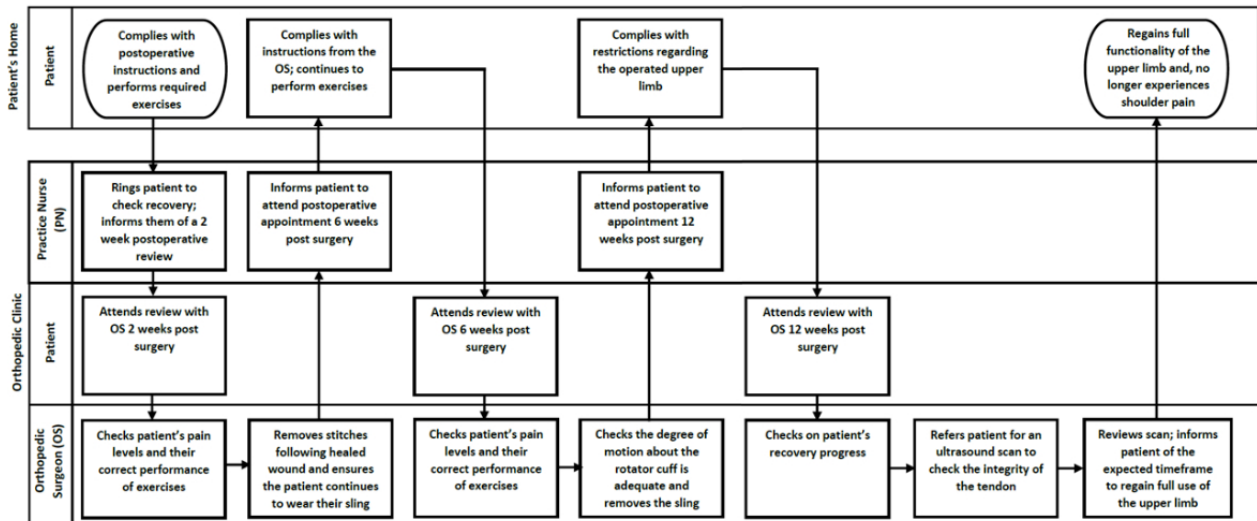 Patient's Home
Patient
Complies with
postoperative
instructions and
performs required
exercises
Complies with
instructions from the
OS; continues to
perform exercises
Complies with
restrictions regarding
the operated upper
limb
Regains full
functionality of the
upper limb and, no
longer experiences
shoulder pain
Orthopedic Clinic
Practice Nurse
(PN)
Rings patient to
check recovery;
informs them of a 2
week postoperative
review
Informs patient to
attend postoperative
appointment 6 weeks
post surgery
Informs patient to
attend postoperative
appointment 12
weeks post surgery
Patient
Attends review with
OS 2 weeks post
surgery
Attends review with
OS 6 weeks post
surgery
Attends review with
OS 12 weeks post
surgery
Orthopedic
Surgeon (OS)
Checks patient's pain
levels and their
correct performance
of exercises
Removes stitches
following healed
wound and ensures
the patient continues
to wear their sling
Checks patient's pain
levels and their
correct performance
of exercises
Checks the degree of
motion about the
rotator cuff is
adequate and
removes the sling
Checks on patient's
recovery progress
Refers patient for an
ultrasound scan to
check the integrity of
the tendon
Reviews scan; informs
patient of the
expected timeframe
to regain full use of
the upper limb